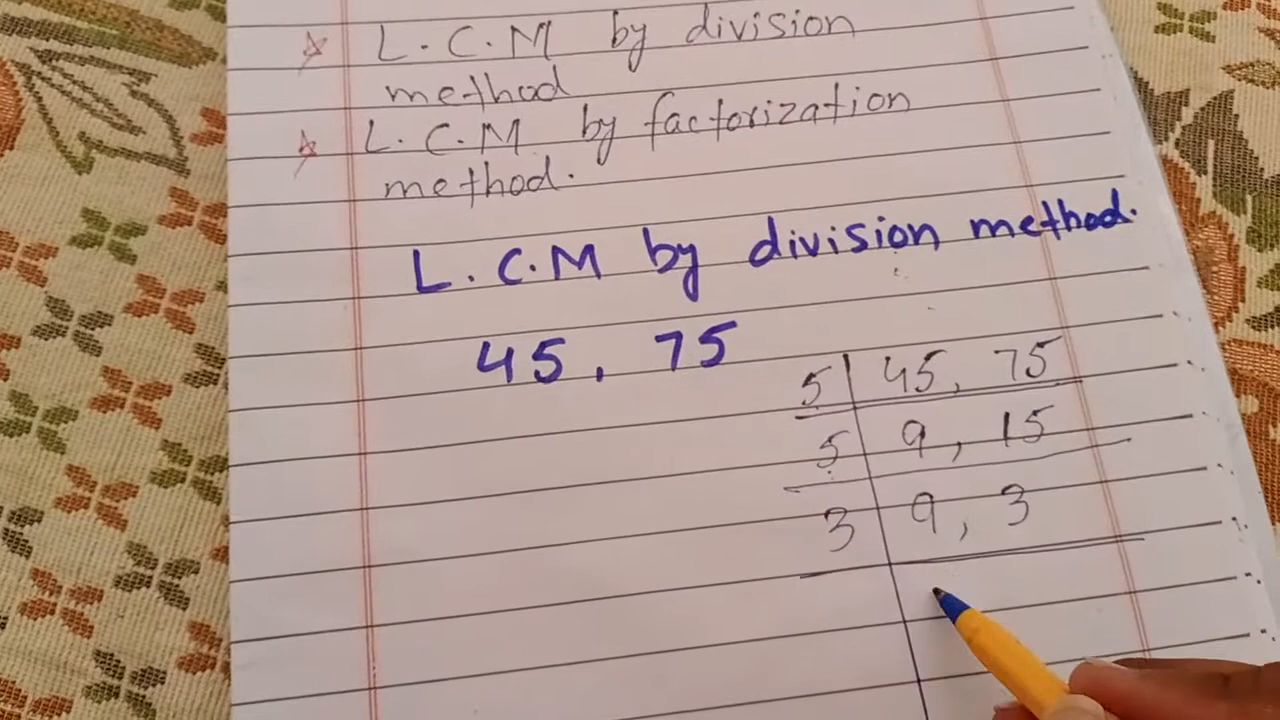 ☆ L.C.M by division
method
☆ L.C.M by factorization
method.
L.C.M by division method.
45, 75
5 | 45, 75
5 | 9, 15
3 | 9, 3